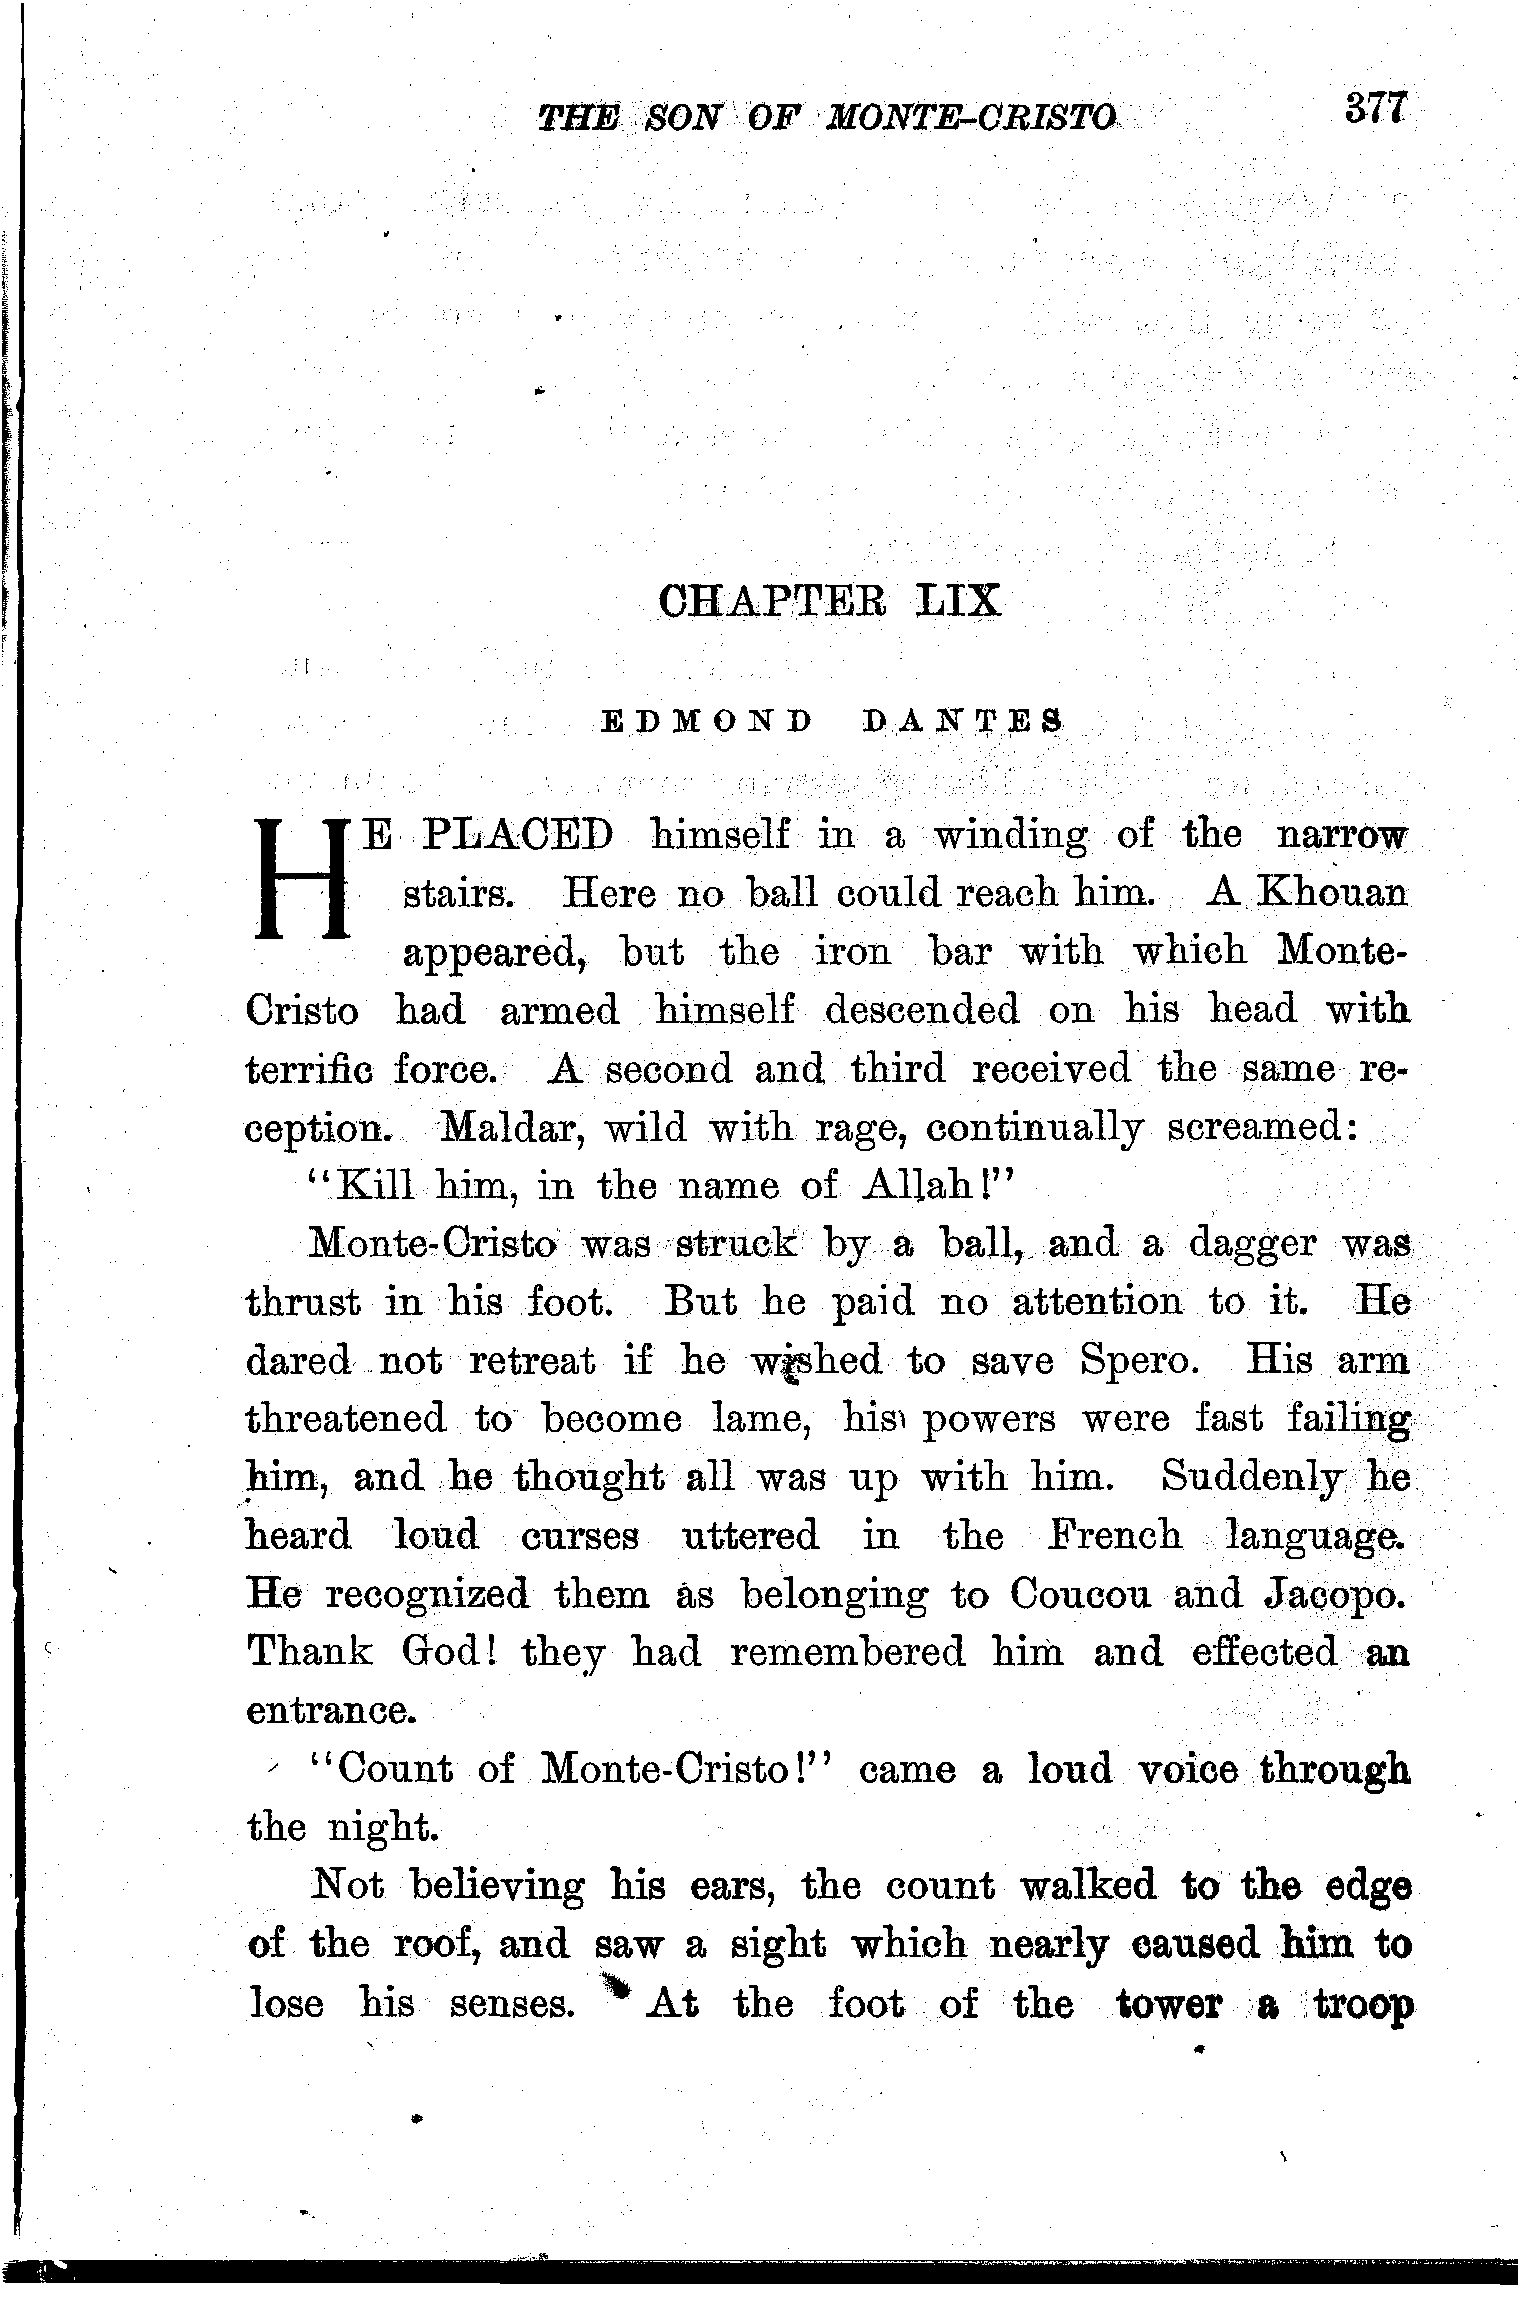 THE SON OF MONTE-CRISTO 377
CHAPTER LIX
EDMOND DANTES
HE PLACED himself in a winding of the narrow
stairs. Here no ball could reach him. A Khouan
appeared, but the iron bar with which Monte-
Cristo had armed himself descended on his head with
terrific force. A second and third received the same re-
ception. Maldar, wild with rage, continually screamed:
"Kill him, in the name of Allah!"
Monte-Cristo was struck by a ball, and a dagger was
thrust in his foot. But he paid no attention to it. He
dared not retreat if he wished to save Spero. His arm
threatened to become lame, his powers were fast failing
him, and he thought all was up with him. Suddenly he
heard loud curses uttered in the French language.
He recognized them as belonging to Coucou and Jacopo.
Thank God! they had remembered him and effected an
entrance.
"Count of Monte-Cristo!" came a loud voice through
the night.
Not believing his ears, the count walked to the edge
of the roof, and saw a sight which nearly caused him to
lose his senses. At the foot of the tower a troop